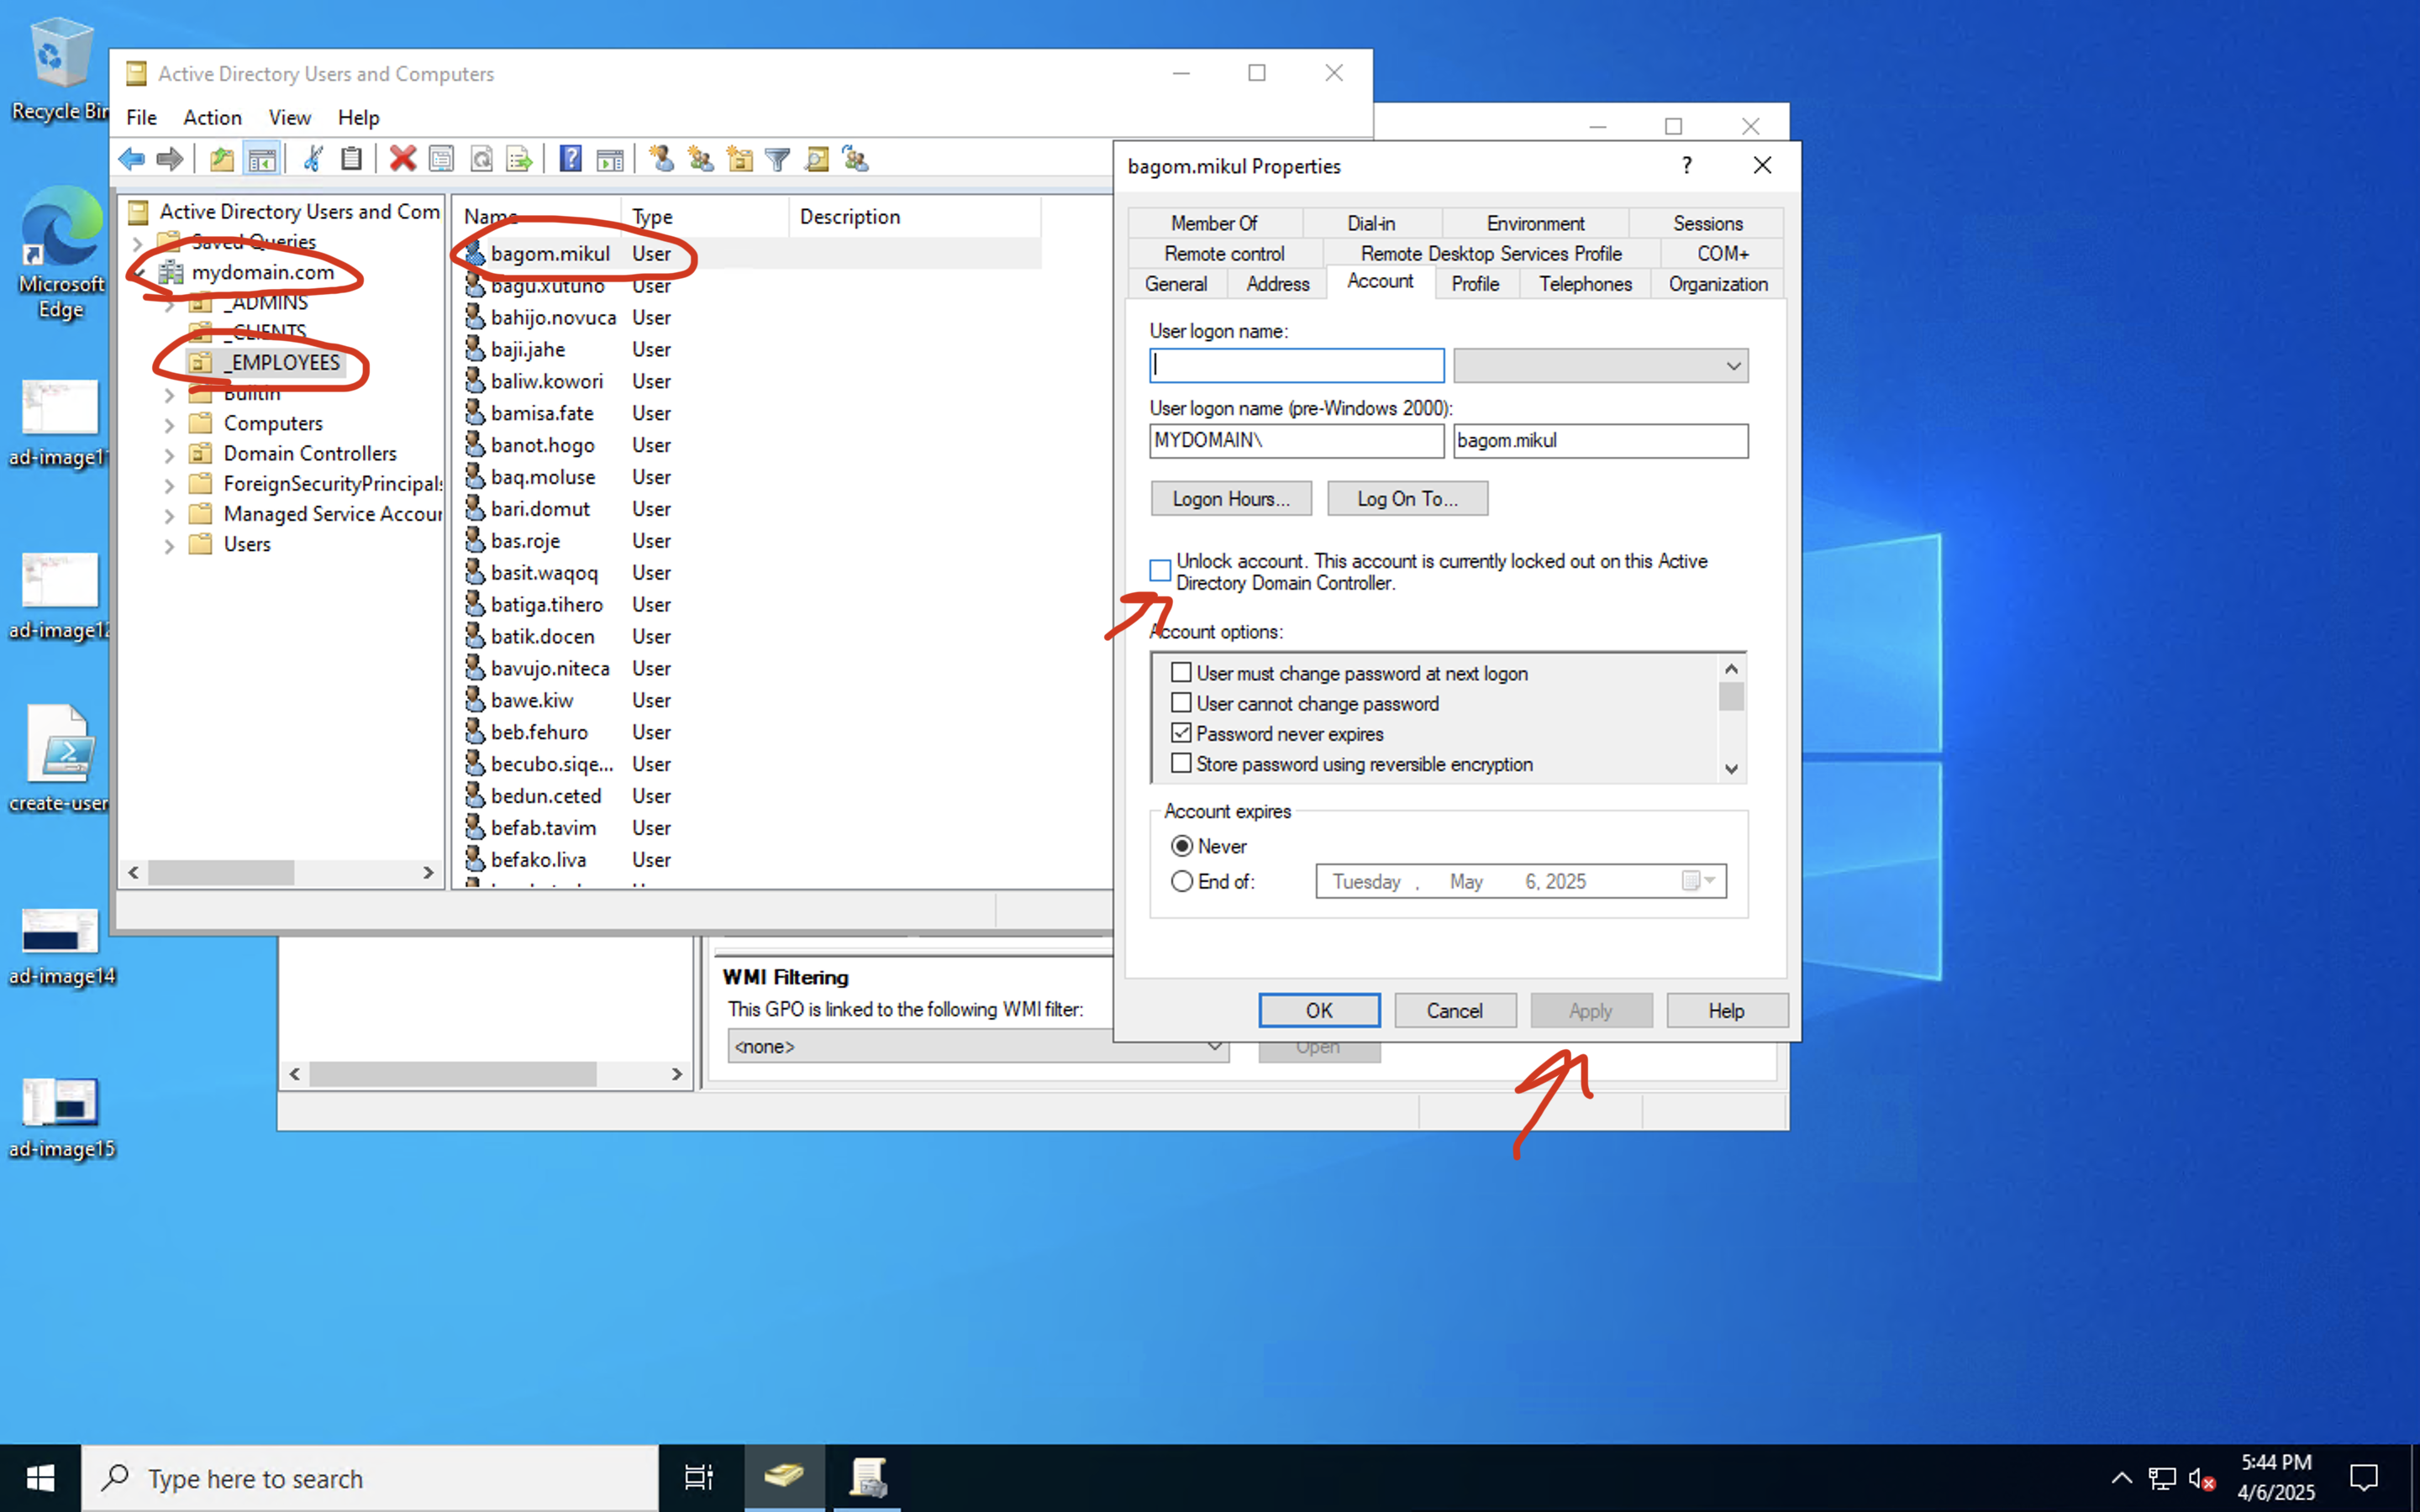 Recycle Bin
Microsoft
Edge
ad-image11
ad-image12
create-user
ad-image14
ad-image15
Active Directory Users and Computers
File Action View Help
Active Directory Users and Com
Saved Queries
mydomain.com
_ADMINS
_CLIENTS
_EMPLOYEES
Builtin
Computers
Domain Controllers
ForeignSecurityPrincipals
Managed Service Accour
Users
Name Type Description
bagom.mikul User
bagu.xutuho User
bahijo.novuca User
baji.jahe User
baliw.kowori User
bamisa.fate User
banot.hogo User
baq.moluse User
bari.domut User
bas.roje User
basit.waqoq User
batiga.tihero User
batik.docen User
bavujo.niteca User
bawe.kiw User
beb.fehuro User
becubo.siqe... User
bedun.ceted User
befab.tavim User
befako.liva User
WMI Filtering
This GPO is linked to the following WMI filter:
<none>
Open
bagom.mikul Properties
?
Member Of Dial-in Environment Sessions
Remote control Remote Desktop Services Profile COM+
General Address Account Profile Telephones Organization
User logon name:
User logon name (pre-Windows 2000):
MYDOMAIN\ bagom.mikul
Logon Hours... Log On To...
Unlock account. This account is currently locked out on this Active
Directory Domain Controller.
Account options:
User must change password at next logon
User cannot change password
Password never expires
Store password using reversible encryption
Account expires
Never
End of: Tuesday , May 6, 2025
OK Cancel Apply Help
Type here to search
5:44 PM
4/6/2025